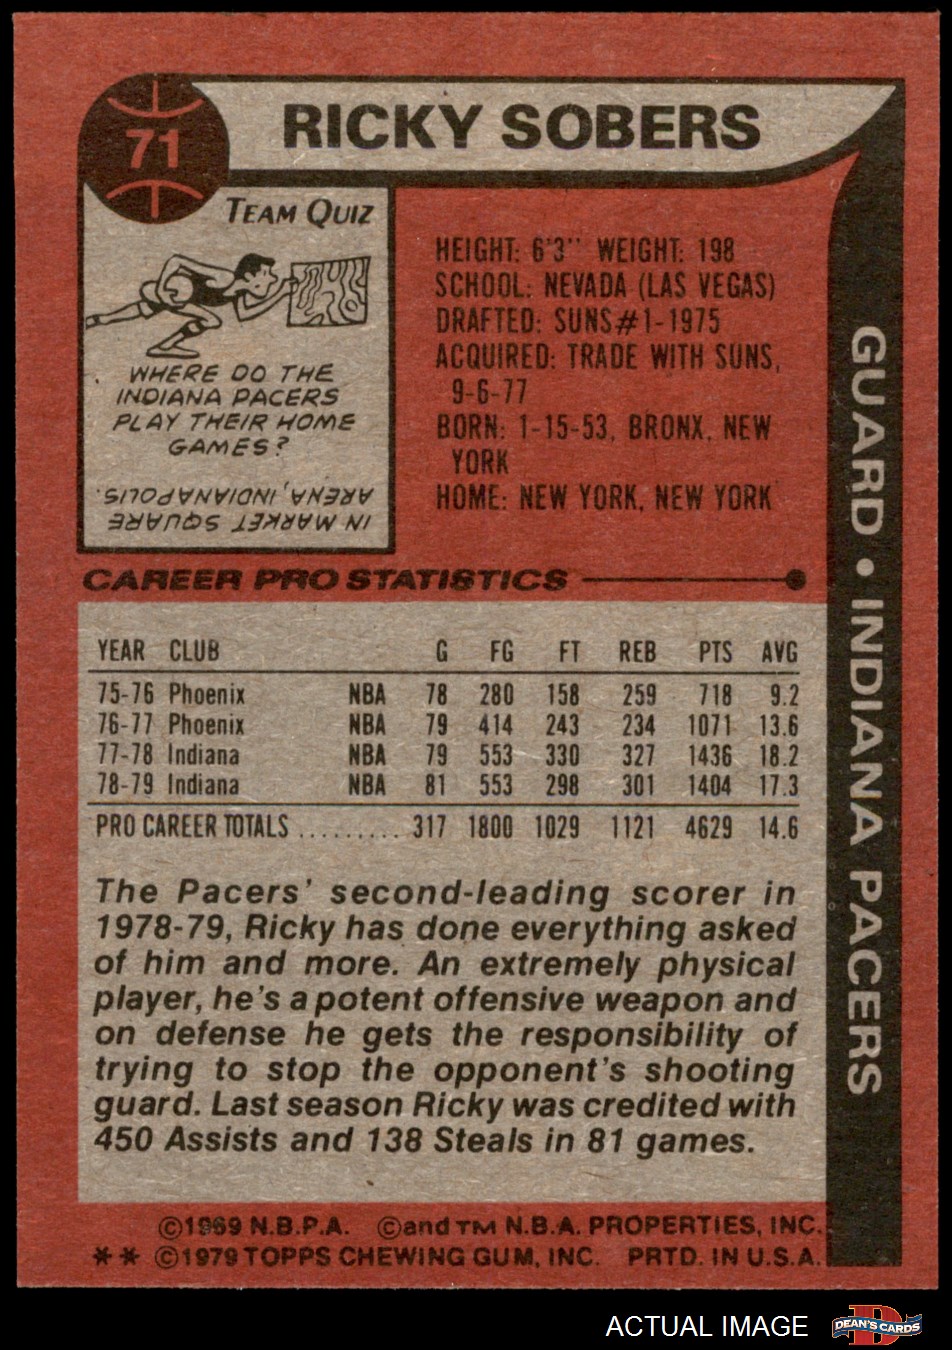 71
RICKY SOBERS
TEAM QUIZ
WHERE DO THE
INDIANA PACERS
PLAY THEIR HOME
GAMES?
IN MARKET SQUARE
ARENA, INDIANAPOLIS.
HEIGHT: 6'3" WEIGHT: 198
SCHOOL: NEVADA (LAS VEGAS)
DRAFTED: SUNS#1-1975
ACQUIRED: TRADE WITH SUNS,
9-6-77
BORN: 1-15-53, BRONX, NEW
YORK
HOME: NEW YORK, NEW YORK
GUARD • INDIANA PACERS
CAREER PRO STATISTICS
YEAR CLUB G FG FT REB PTS AVG
75-76 Phoenix NBA 78 280 158 259 718 9.2
76-77 Phoenix NBA 79 414 243 234 1071 13.6
77-78 Indiana NBA 79 553 330 327 1436 18.2
78-79 Indiana NBA 81 553 298 301 1404 17.3
PRO CAREER TOTALS ......... 317 1800 1029 1121 4629 14.6
The Pacers' second-leading scorer in
1978-79, Ricky has done everything asked
of him and more. An extremely physical
player, he's a potent offensive weapon and
on defense he gets the responsibility of
trying to stop the opponent's shooting
guard. Last season Ricky was credited with
450 Assists and 138 Steals in 81 games.
©1969 N.B.P.A. ©and TM N.B.A. PROPERTIES, INC.
** ©1979 TOPPS CHEWING GUM, INC. PRTD. IN U.S.A.
ACTUAL IMAGE
D
DEAN'S CARDS